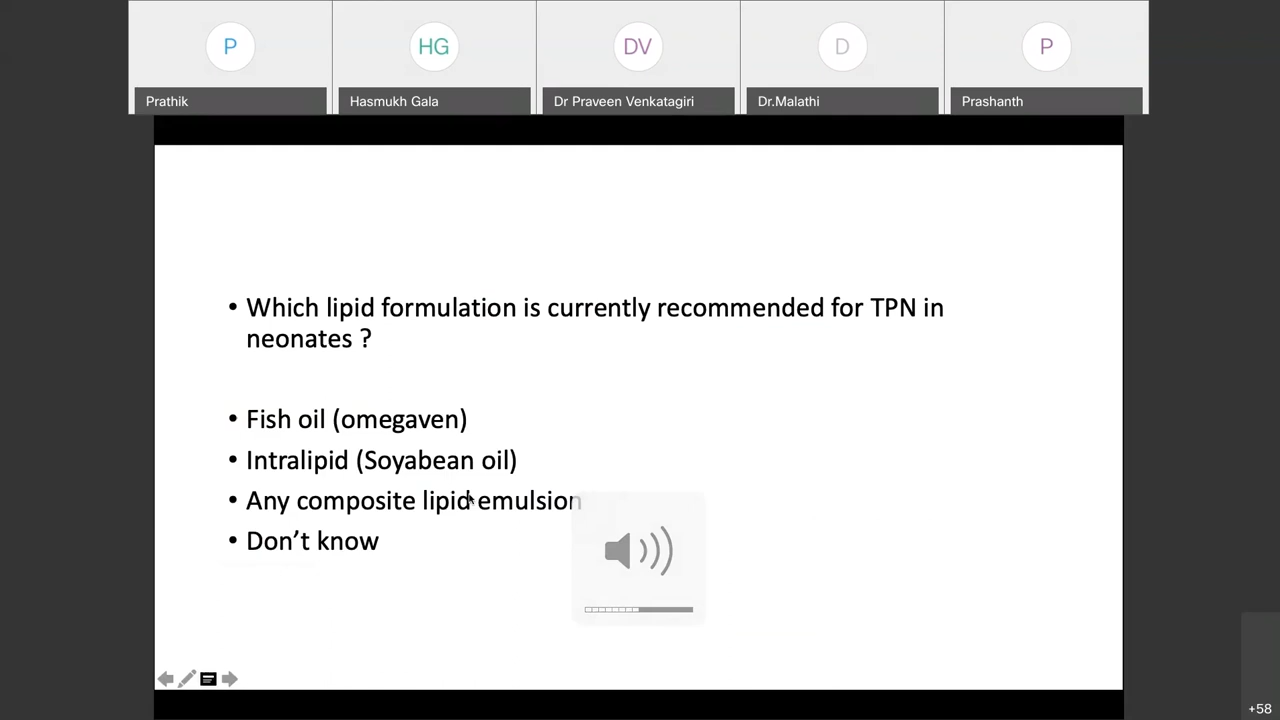 P
HG
DV
D
P
Prathik
Hasmukh Gala
Dr Praveen Venkatagiri
Dr.Malathi
Prashanth
• Which lipid formulation is currently recommended for TPN in
neonates ?
• Fish oil (omegaven)
• Intralipid (Soyabean oil)
• Any composite lipid emulsion
• Don't know
+58